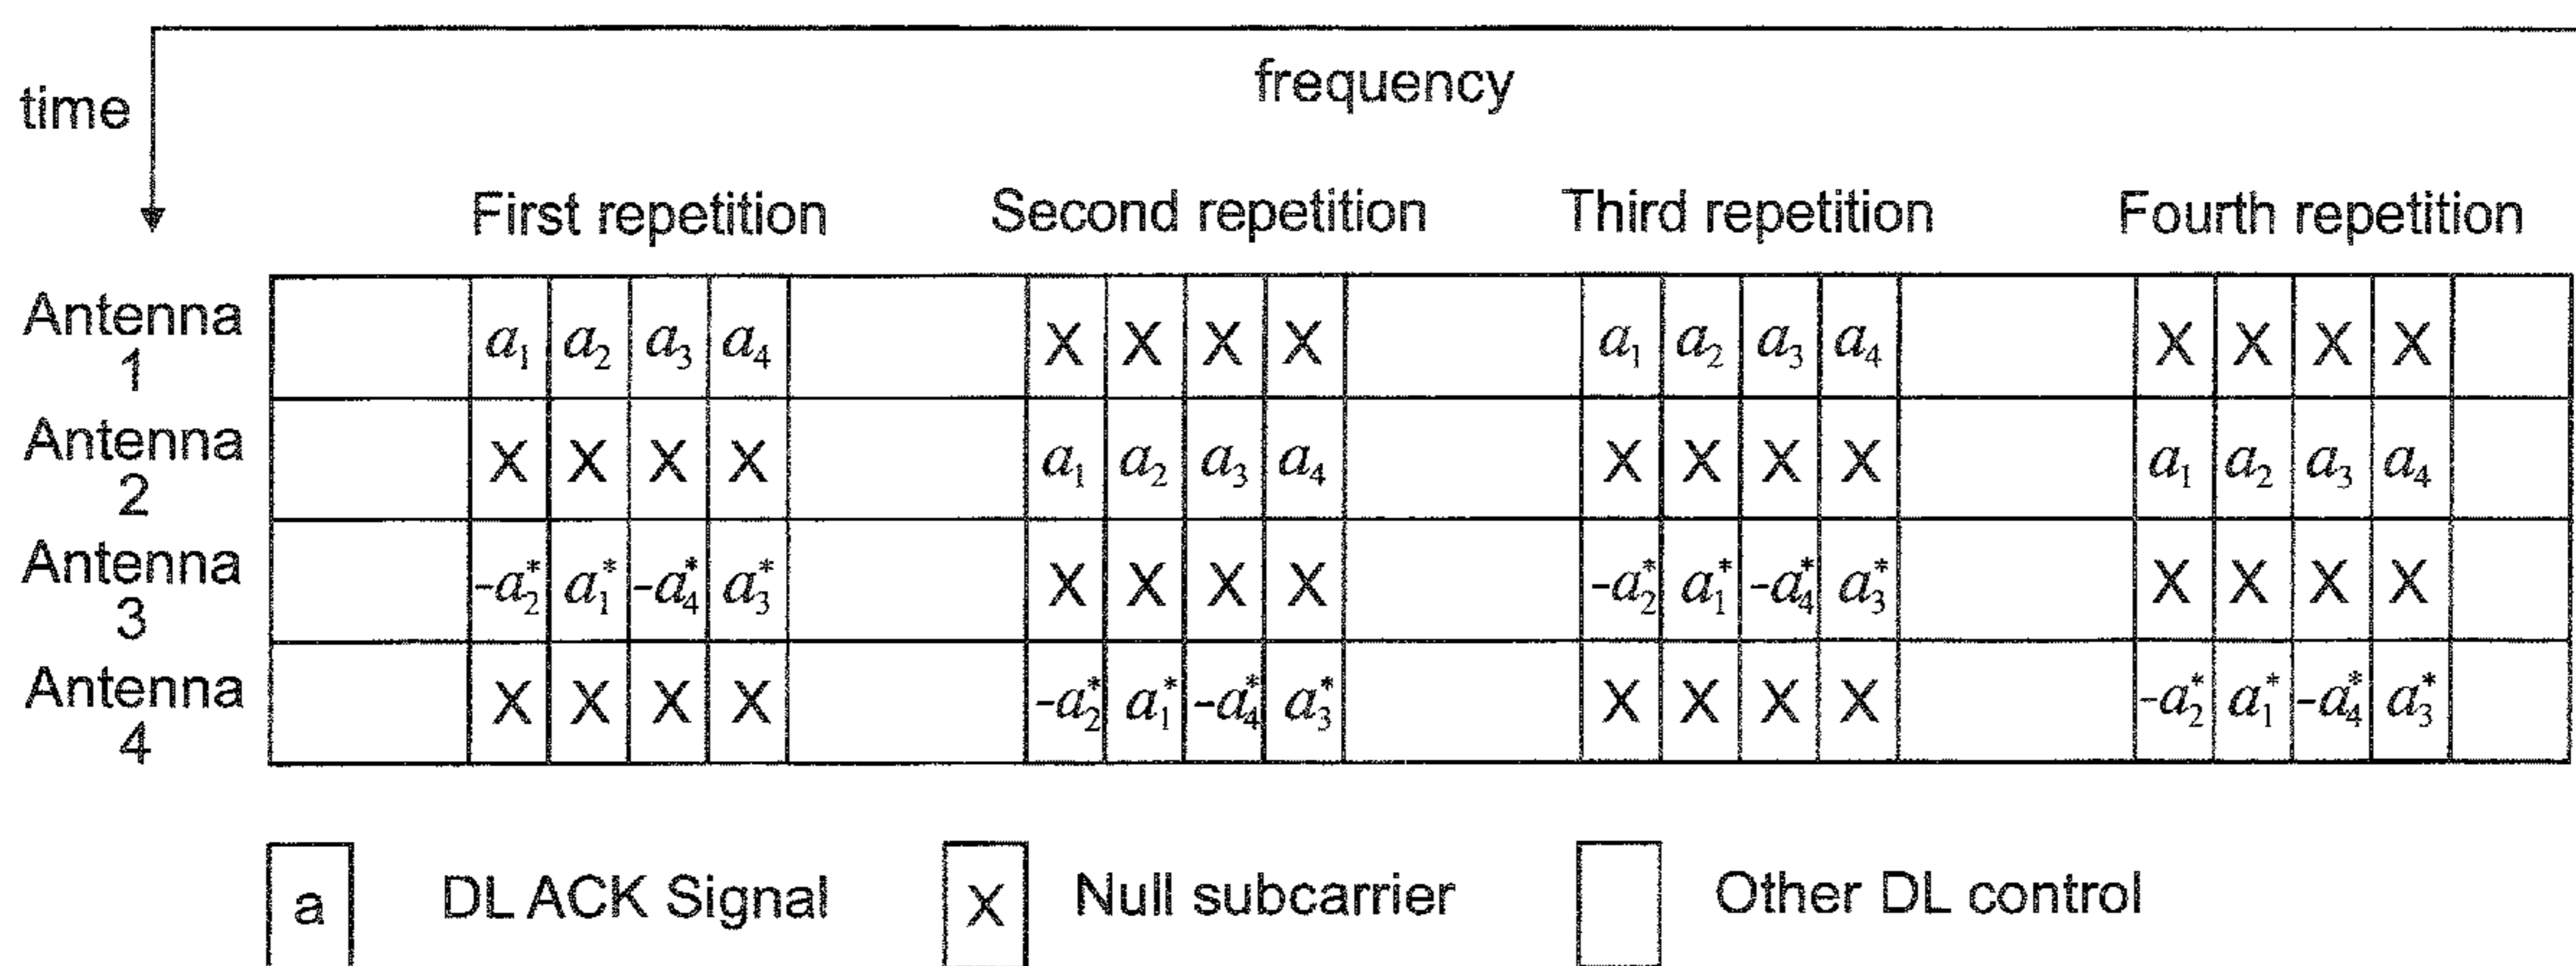 frequency
time
First repetition Second repetition Third repetition Fourth repetition
Antenna 1 a₁ a₂ a₃ a₄ X X X X a₁ a₂ a₃ a₄ X X X X
Antenna 2 X X X X a₁ a₂ a₃ a₄ X X X X a₁ a₂ a₃ a₄
Antenna 3 -a₂* a₁* -a₄* a₃* X X X X -a₂* a₁* -a₄* a₃* X X X X
Antenna 4 X X X X -a₂* a₁* -a₄* a₃* X X X X -a₂* a₁* -a₄* a₃*
a DL ACK Signal X Null subcarrier Other DL control